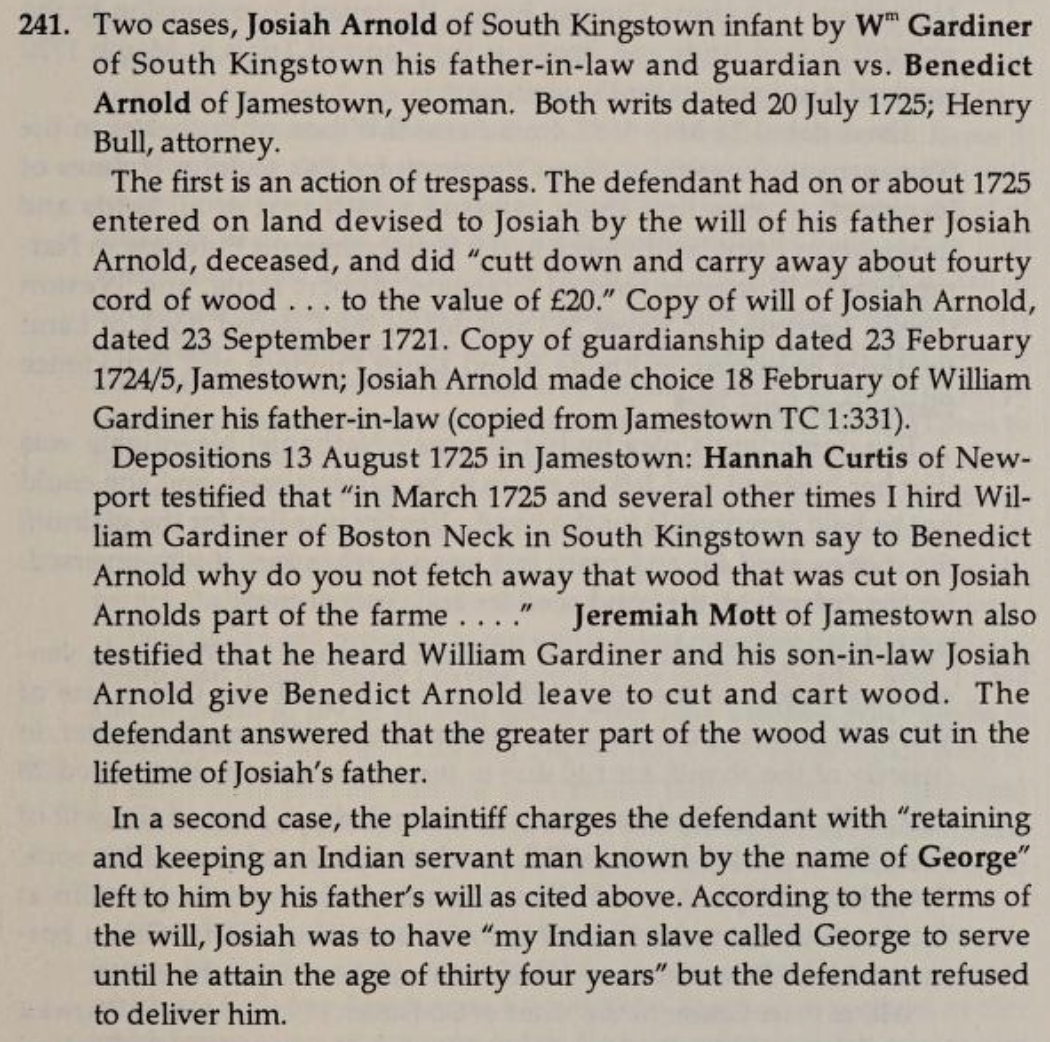 241. Two cases, Josiah Arnold of South Kingstown infant by Wᵐ Gardiner
of South Kingstown his father-in-law and guardian vs. Benedict
Arnold of Jamestown, yeoman. Both writs dated 20 July 1725; Henry
Bull, attorney.
The first is an action of trespass. The defendant had on or about 1725
entered on land devised to Josiah by the will of his father Josiah
Arnold, deceased, and did “cutt down and carry away about fourty
cord of wood . . . to the value of £20.” Copy of will of Josiah Arnold,
dated 23 September 1721. Copy of guardianship dated 23 February
1724/5, Jamestown; Josiah Arnold made choice 18 February of William
Gardiner his father-in-law (copied from Jamestown TC 1:331).
Depositions 13 August 1725 in Jamestown: Hannah Curtis of New-
port testified that “in March 1725 and several other times I hird Wil-
liam Gardiner of Boston Neck in South Kingstown say to Benedict
Arnold why do you not fetch away that wood that was cut on Josiah
Arnolds part of the farme . . . .” Jeremiah Mott of Jamestown also
testified that he heard William Gardiner and his son-in-law Josiah
Arnold give Benedict Arnold leave to cut and cart wood. The
defendant answered that the greater part of the wood was cut in the
lifetime of Josiah’s father.
In a second case, the plaintiff charges the defendant with “retaining
and keeping an Indian servant man known by the name of George”
left to him by his father’s will as cited above. According to the terms of
the will, Josiah was to have “my Indian slave called George to serve
until he attain the age of thirty four years” but the defendant refused
to deliver him.